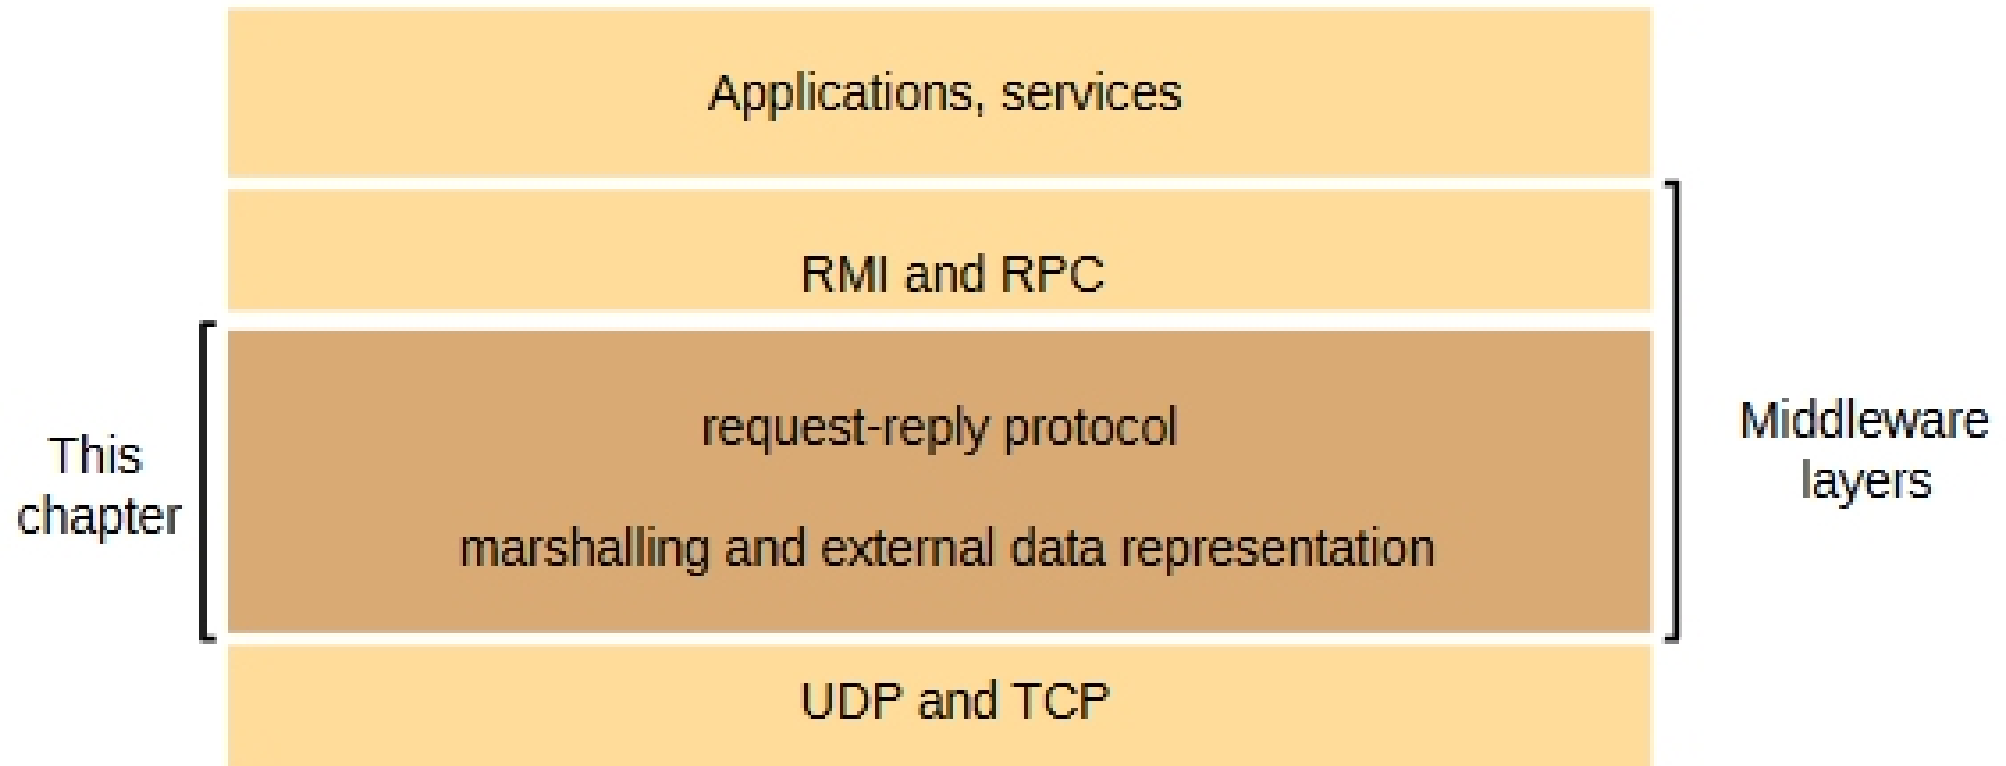 Applications, services
RMI and RPC
request-reply protocol
marshalling and external data representation
UDP and TCP
This
chapter
Middleware
layers